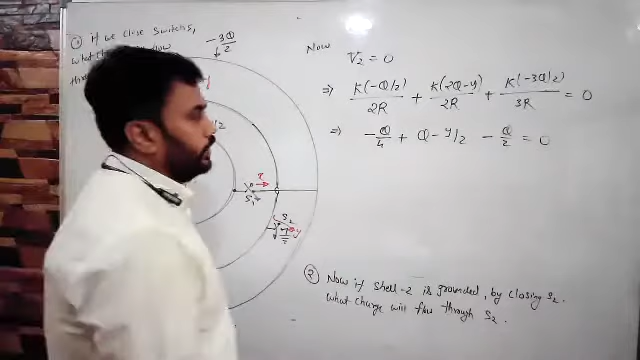 ① if we close switch S₁
what cha
thro
-3Q/2
S₁
x
S₂
y
Now V₂ = 0
⇒ K(-Q/2)/2R + K(2Q-y)/2R + K(-3Q/2)/3R = 0
⇒ -Q/4 + Q - y/2 - Q/2 = 0
② Now if shell-2 is grounded, by closing S₂.
What charge will flow through S₂.